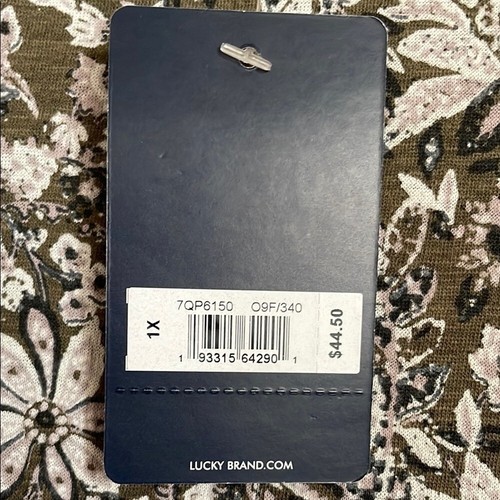 7QP6150 O9F/340
1X
1 93315 64290 1
$44.50
LUCKY BRAND.COM